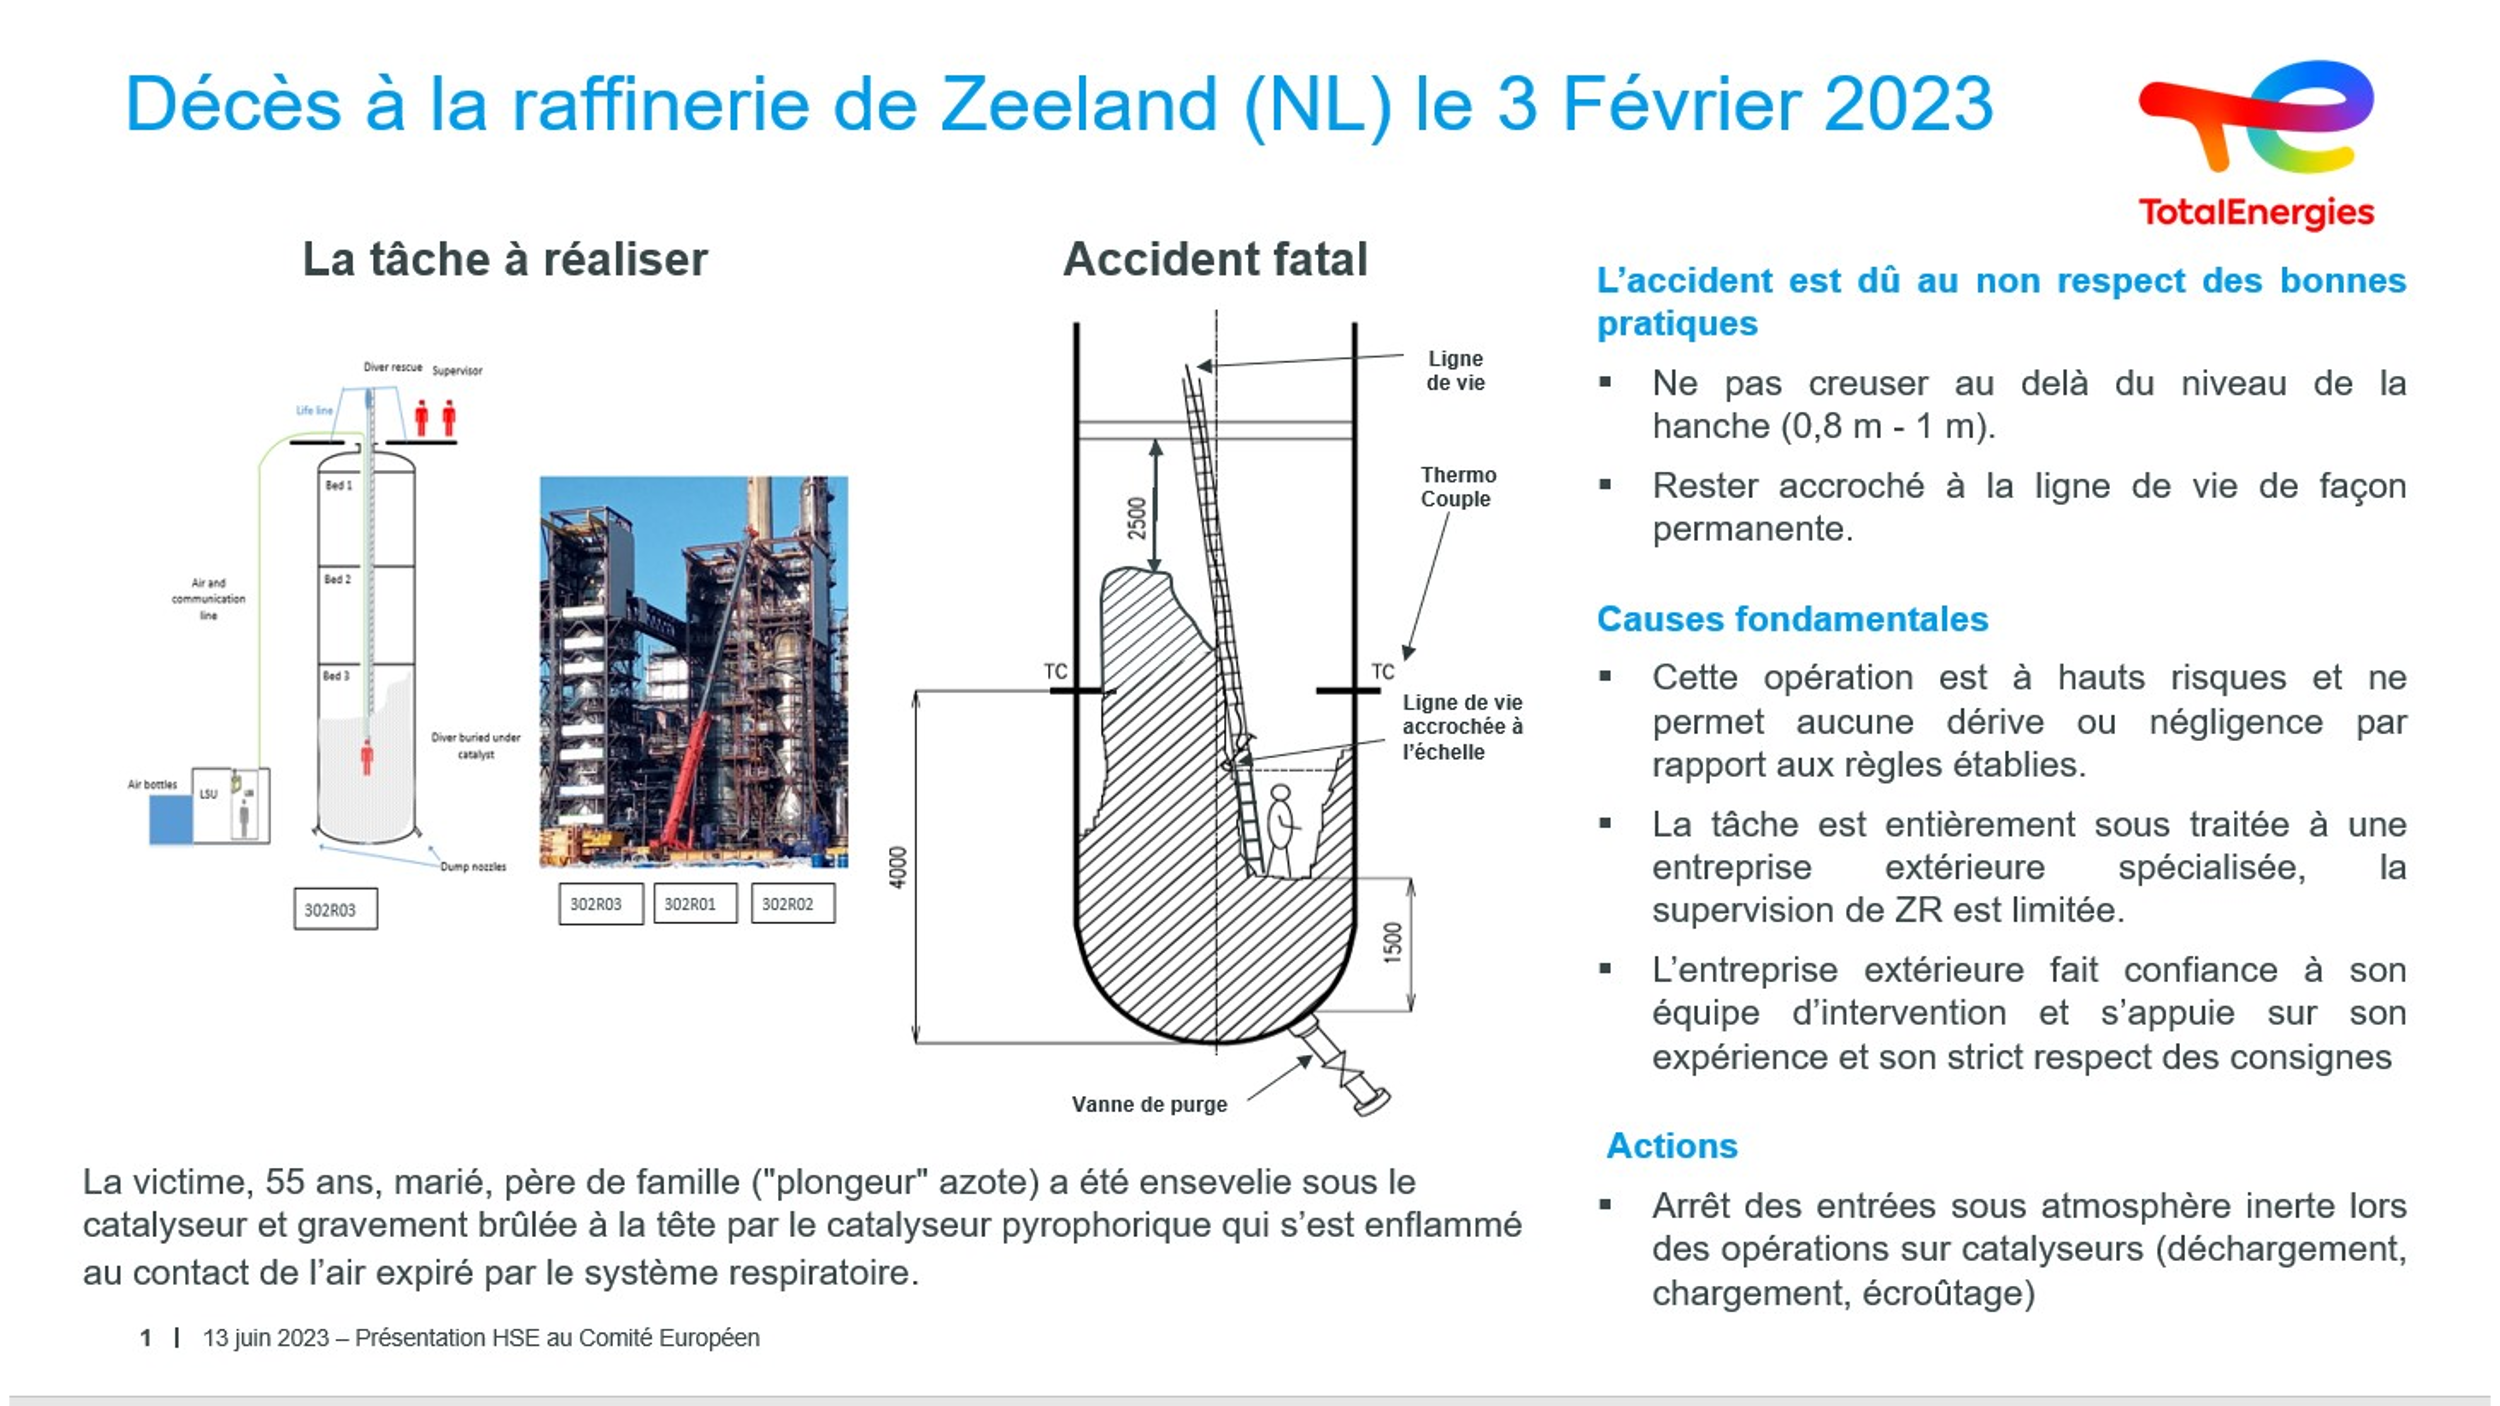 Décès à la raffinerie de Zeeland (NL) le 3 Février 2023
TotalEnergies
La tâche à réaliser
Diver rescue
Supervisor
Life line
Bed 1
Bed 2
Bed 3
Air and
communication
line
Diver buried under
catalyst
Air bottles
LSU
Dump nozzles
302R03
302R03
302R01
302R02
Accident fatal
Ligne
de vie
Thermo
Couple
2500
TC
TC
Ligne de vie
accrochée à
l’échelle
4000
1500
Vanne de purge
La victime, 55 ans, marié, père de famille ("plongeur" azote) a été ensevelie sous le
catalyseur et gravement brûlée à la tête par le catalyseur pyrophorique qui s’est enflammé
au contact de l’air expiré par le système respiratoire.
L’accident est dû au non respect des bonnes
pratiques
▪ Ne pas creuser au delà du niveau de la
hanche (0,8 m - 1 m).
▪ Rester accroché à la ligne de vie de façon
permanente.
Causes fondamentales
▪ Cette opération est à hauts risques et ne
permet aucune dérive ou négligence par
rapport aux règles établies.
▪ La tâche est entièrement sous traitée à une
entreprise extérieure spécialisée, la
supervision de ZR est limitée.
▪ L’entreprise extérieure fait confiance à son
équipe d’intervention et s’appuie sur son
expérience et son strict respect des consignes
Actions
▪ Arrêt des entrées sous atmosphère inerte lors
des opérations sur catalyseurs (déchargement,
chargement, écroûtage)
1 | 13 juin 2023 – Présentation HSE au Comité Européen